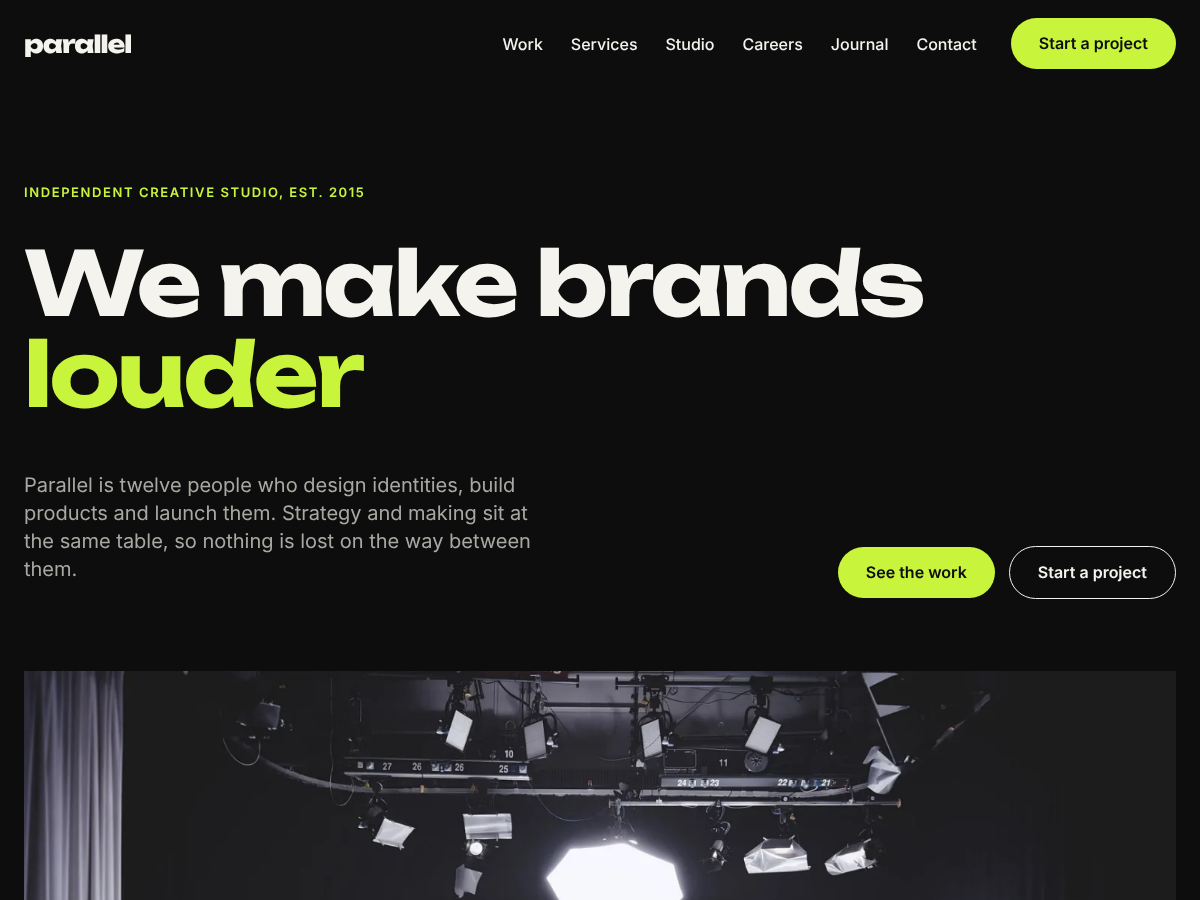 parallel
Work Services Studio Careers Journal Contact Start a project
INDEPENDENT CREATIVE STUDIO, EST. 2015
We make brands
louder
Parallel is twelve people who design identities, build
products and launch them. Strategy and making sit at
the same table, so nothing is lost on the way between
them.
See the work Start a project
10
27 26 26 25
11
24 23 22 21